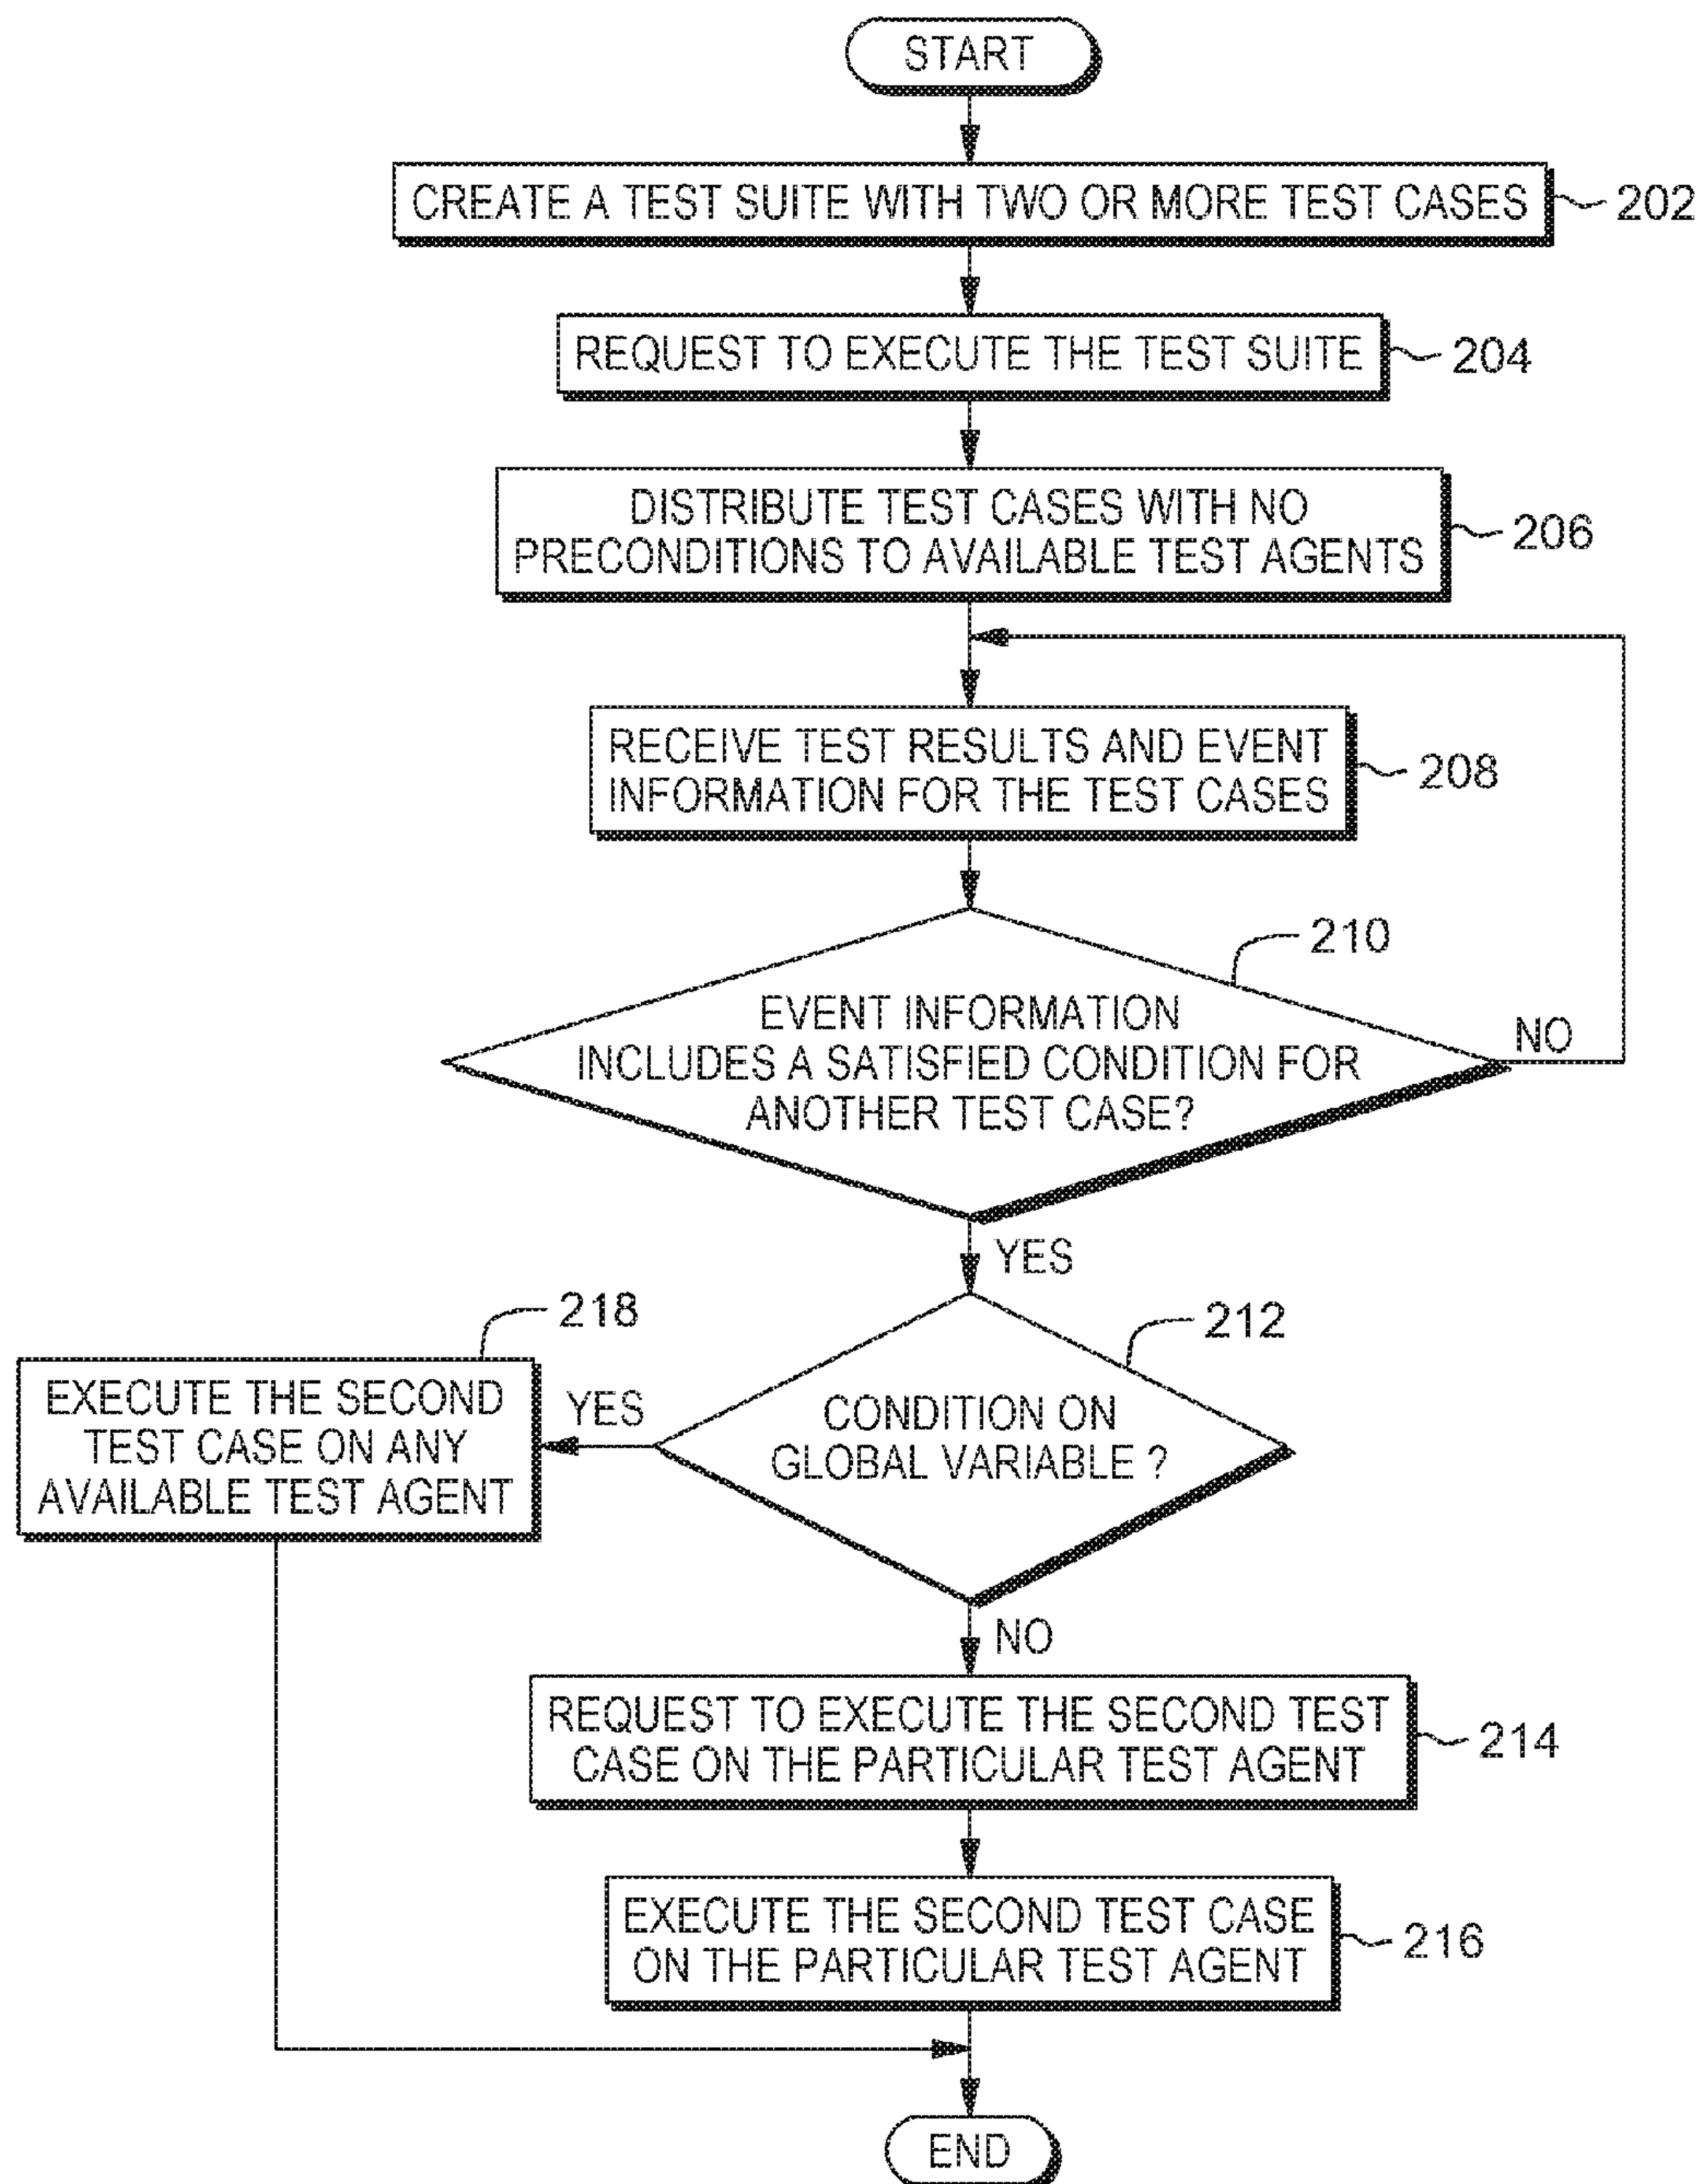 START
CREATE A TEST SUITE WITH TWO OR MORE TEST CASES
202
REQUEST TO EXECUTE THE TEST SUITE
204
DISTRIBUTE TEST CASES WITH NO
PRECONDITIONS TO AVAILABLE TEST AGENTS
206
RECEIVE TEST RESULTS AND EVENT
INFORMATION FOR THE TEST CASES
208
210
EVENT INFORMATION
INCLUDES A SATISFIED CONDITION FOR
ANOTHER TEST CASE?
NO
YES
218
EXECUTE THE SECOND
TEST CASE ON ANY
AVAILABLE TEST AGENT
YES
212
CONDITION ON
GLOBAL VARIABLE ?
NO
REQUEST TO EXECUTE THE SECOND TEST
CASE ON THE PARTICULAR TEST AGENT
214
EXECUTE THE SECOND TEST CASE
ON THE PARTICULAR TEST AGENT
216
END